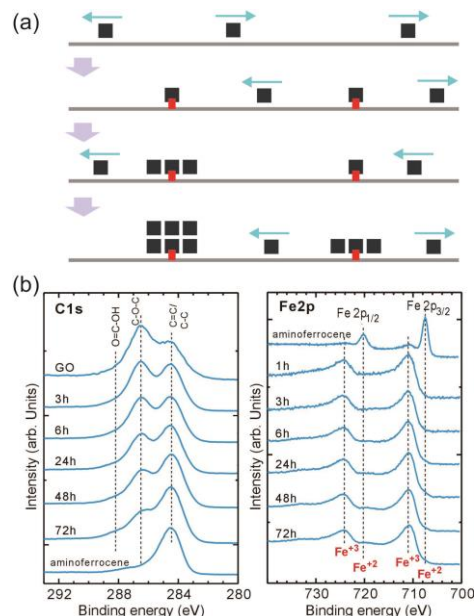 (a)
(b)
C1s
O=C-OH
C-O-C
C=C/
C-C
GO
3h
6h
24h
48h
72h
aminoferrocene
Intensity (arb. Units)
292
288
284
280
Binding energy (eV)
Fe2p
Fe 2p1/2
Fe 2p3/2
aminoferrocene
1h
3h
6h
24h
48h
72h
Fe+3
Fe+2
Fe+3
Fe+2
Intensity (arb. Units)
730
720
710
700
Binding energy (eV)